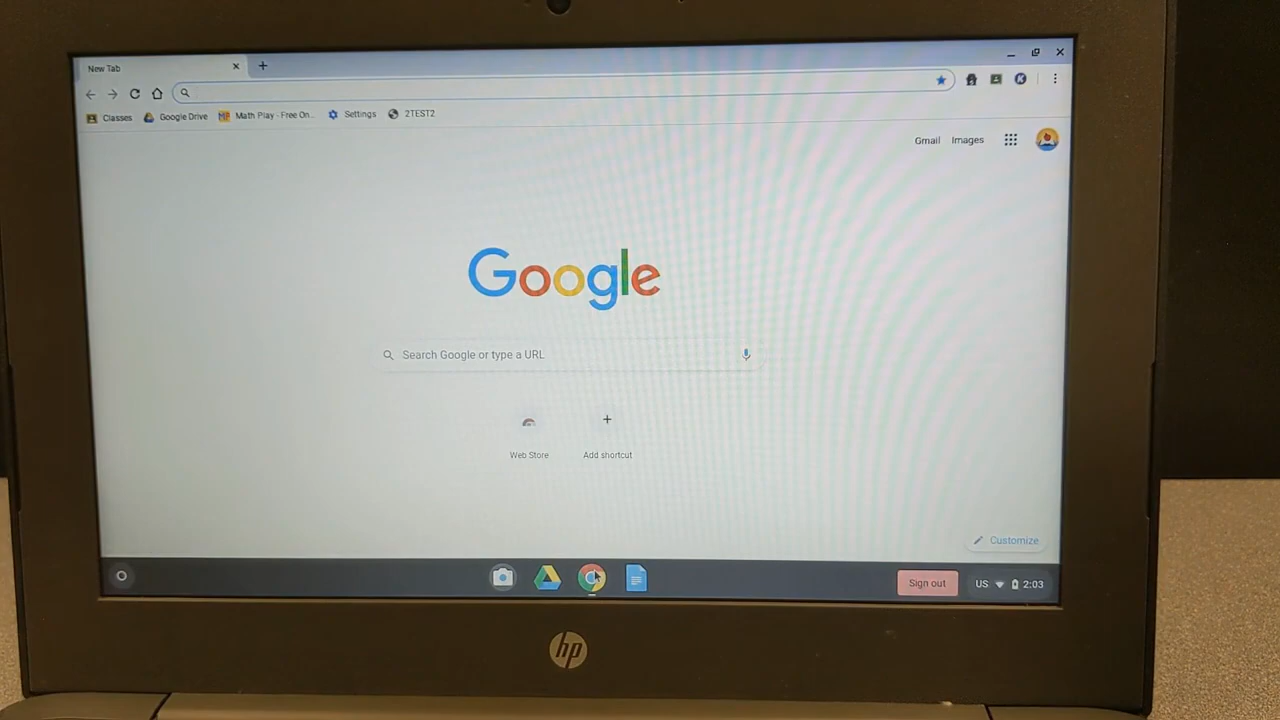 New Tab
Classes Google Drive Math Play - Free On... Settings 2TEST2
Gmail Images
Google
Search Google or type a URL
Web Store Add shortcut
Customize
Sign out US 2:03
hp